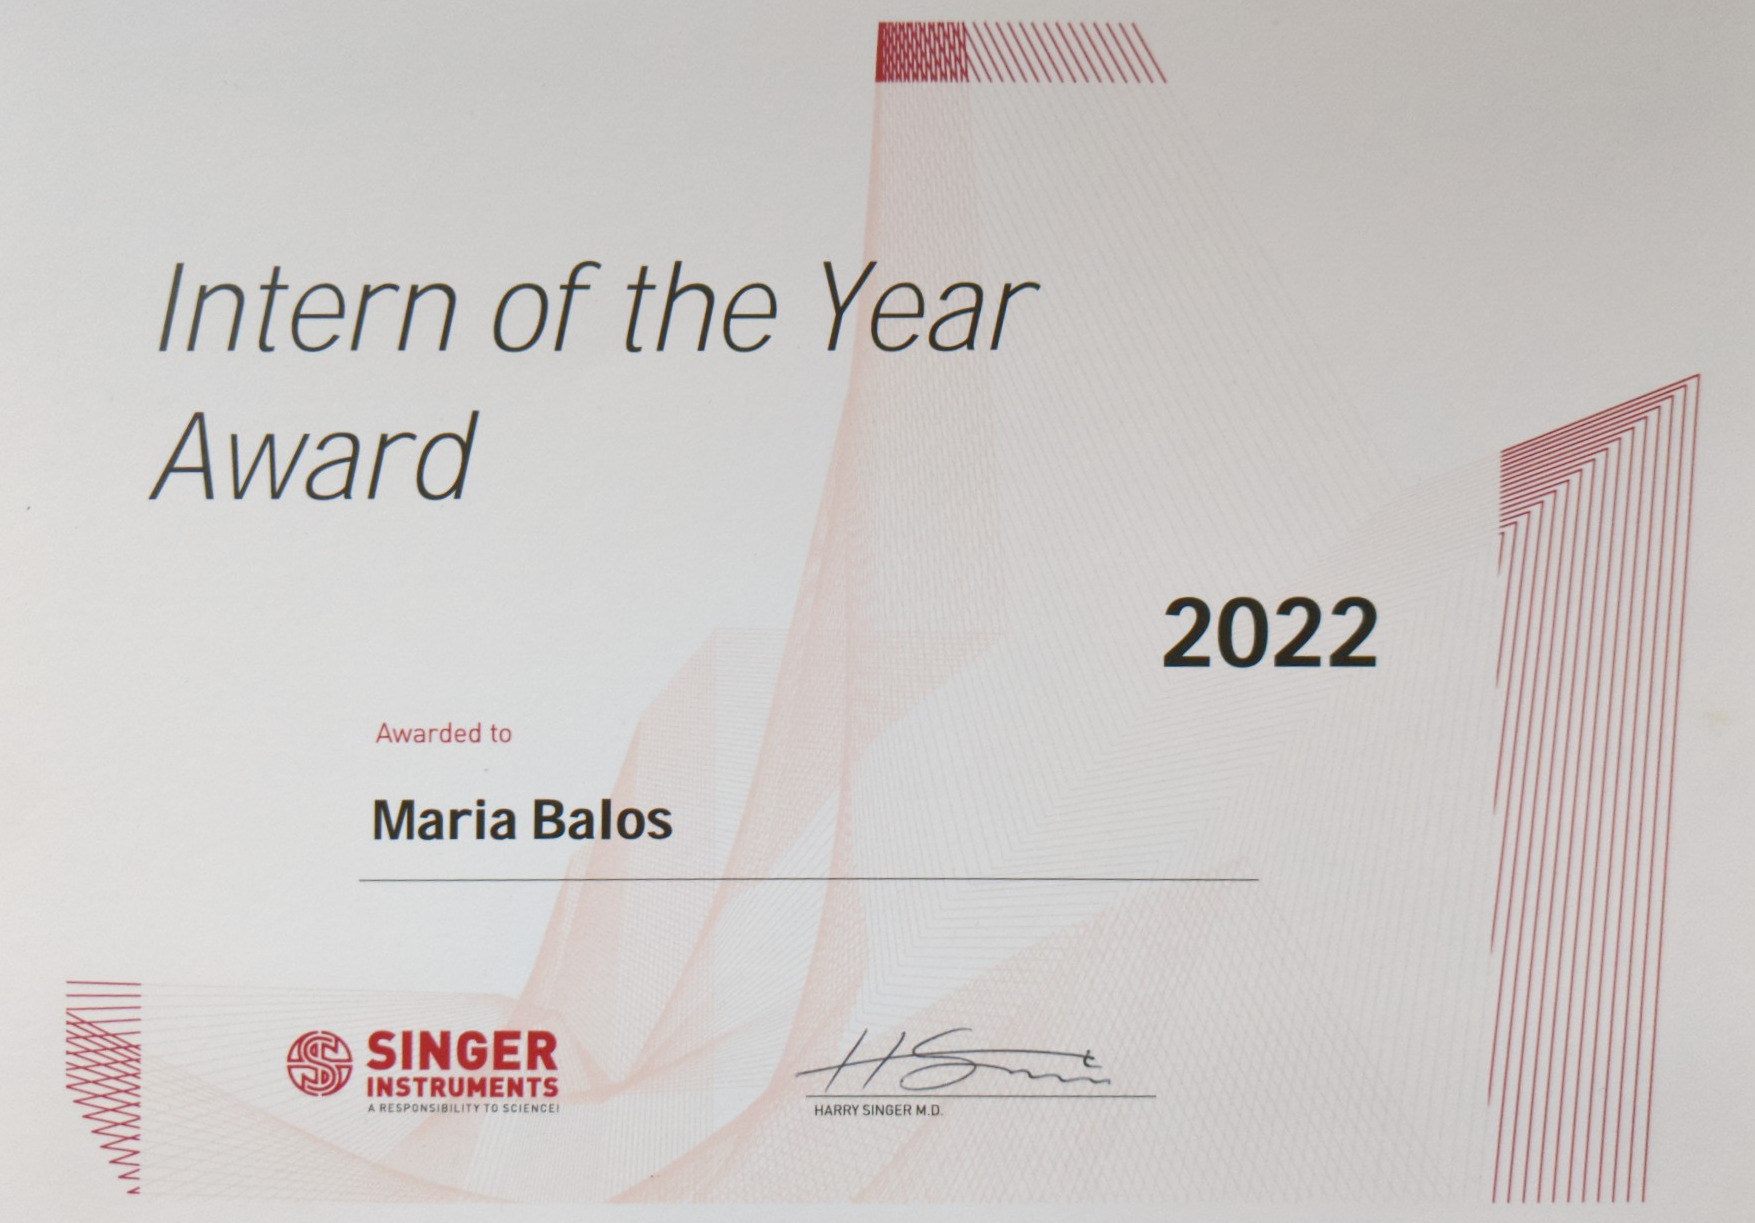 Intern of the Year
Award
2022
Awarded to
Maria Balos
SINGER
INSTRUMENTS
A RESPONSIBILITY TO SCIENCE!
HARRY SINGER M.D.